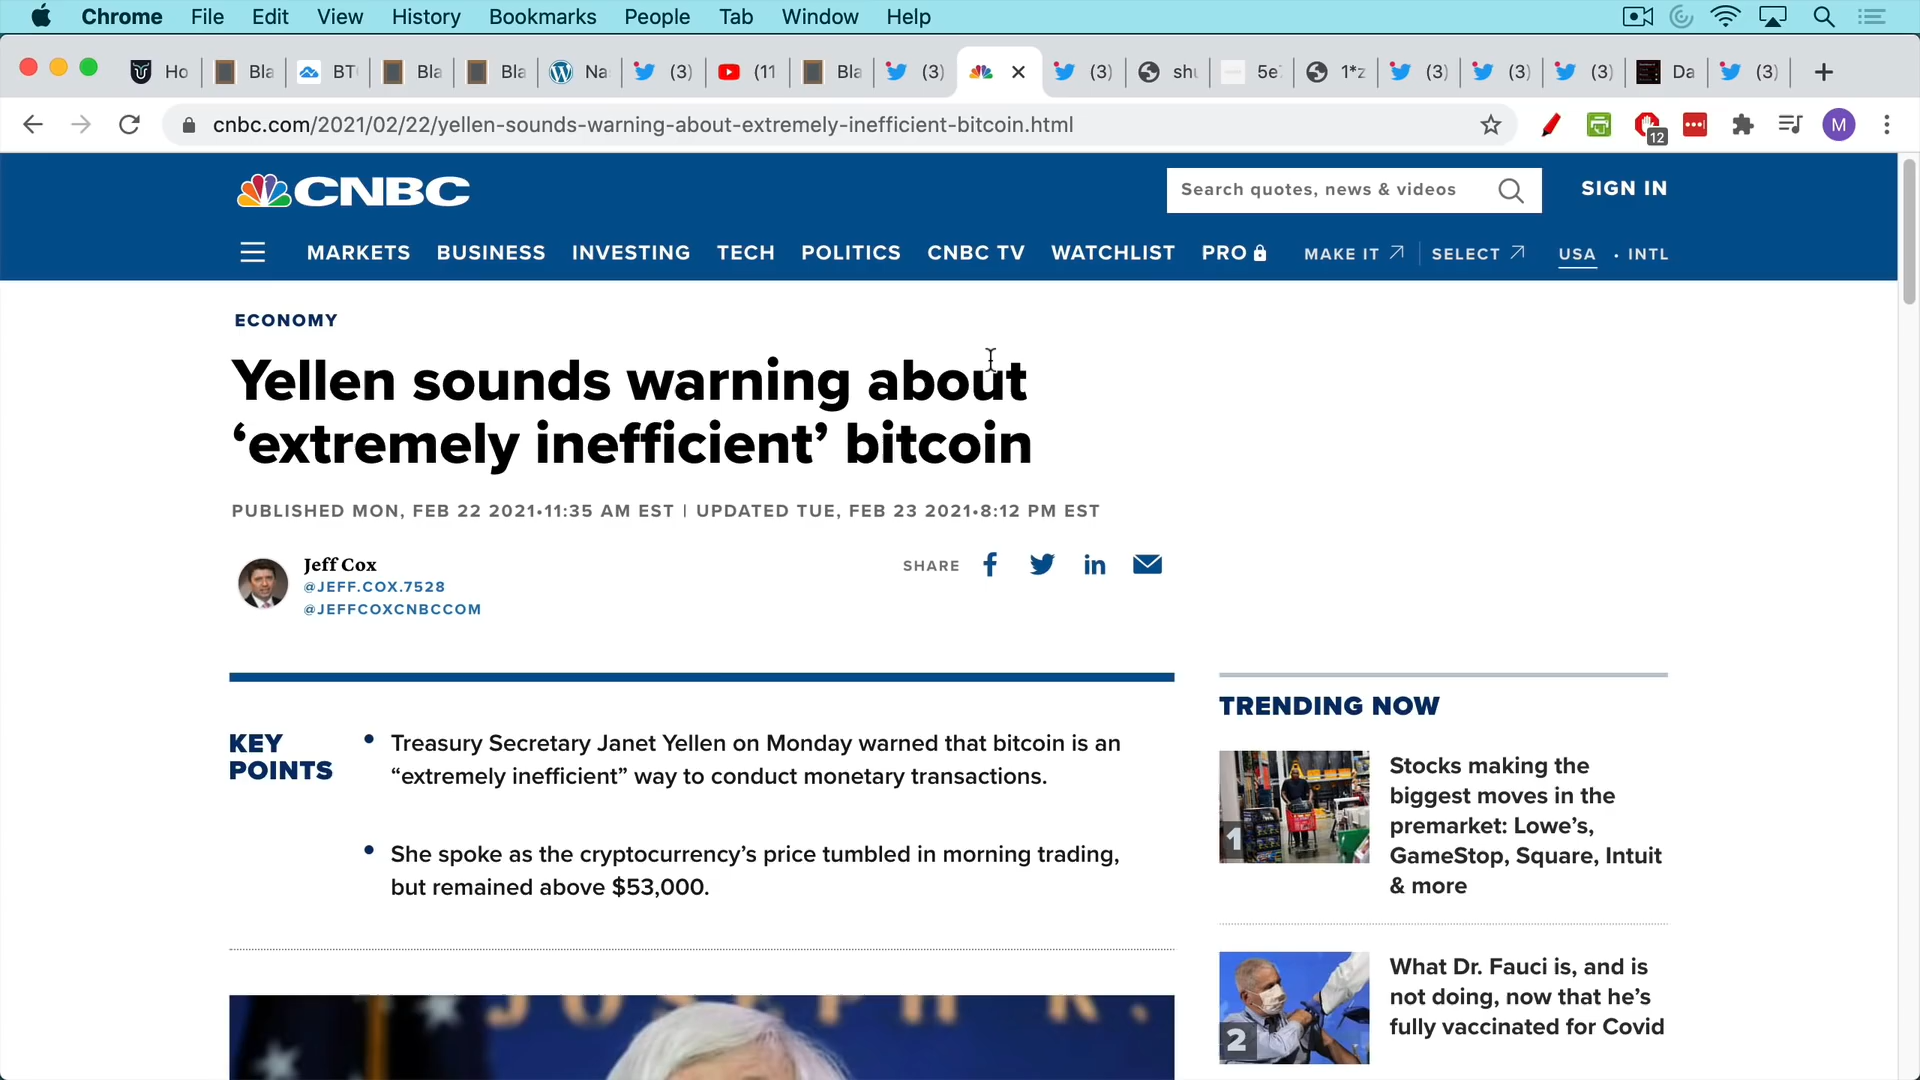 Chrome File Edit View History Bookmarks People Tab Window Help
Ho Bla BT Bla Bla Na (3) (11 Bla (3) (3) shu 5e 1*z (3) (3) (3) Da (3)
cnbc.com/2021/02/22/yellen-sounds-warning-about-extremely-inefficient-bitcoin.html 12 M
CNBC
Search quotes, news & videos
SIGN IN
MARKETS BUSINESS INVESTING TECH POLITICS CNBC TV WATCHLIST PRO MAKE IT SELECT USA • INTL
ECONOMY
Yellen sounds warning about
‘extremely inefficient’ bitcoin
PUBLISHED MON, FEB 22 2021•11:35 AM EST | UPDATED TUE, FEB 23 2021•8:12 PM EST
Jeff Cox
@JEFF.COX.7528
@JEFFCOXCNBCCOM
SHARE
KEY
POINTS
Treasury Secretary Janet Yellen on Monday warned that bitcoin is an
“extremely inefficient” way to conduct monetary transactions.
She spoke as the cryptocurrency’s price tumbled in morning trading,
but remained above $53,000.
JOSEPH R.
TRENDING NOW
1
Stocks making the
biggest moves in the
premarket: Lowe’s,
GameStop, Square, Intuit
& more
2
What Dr. Fauci is, and is
not doing, now that he’s
fully vaccinated for Covid